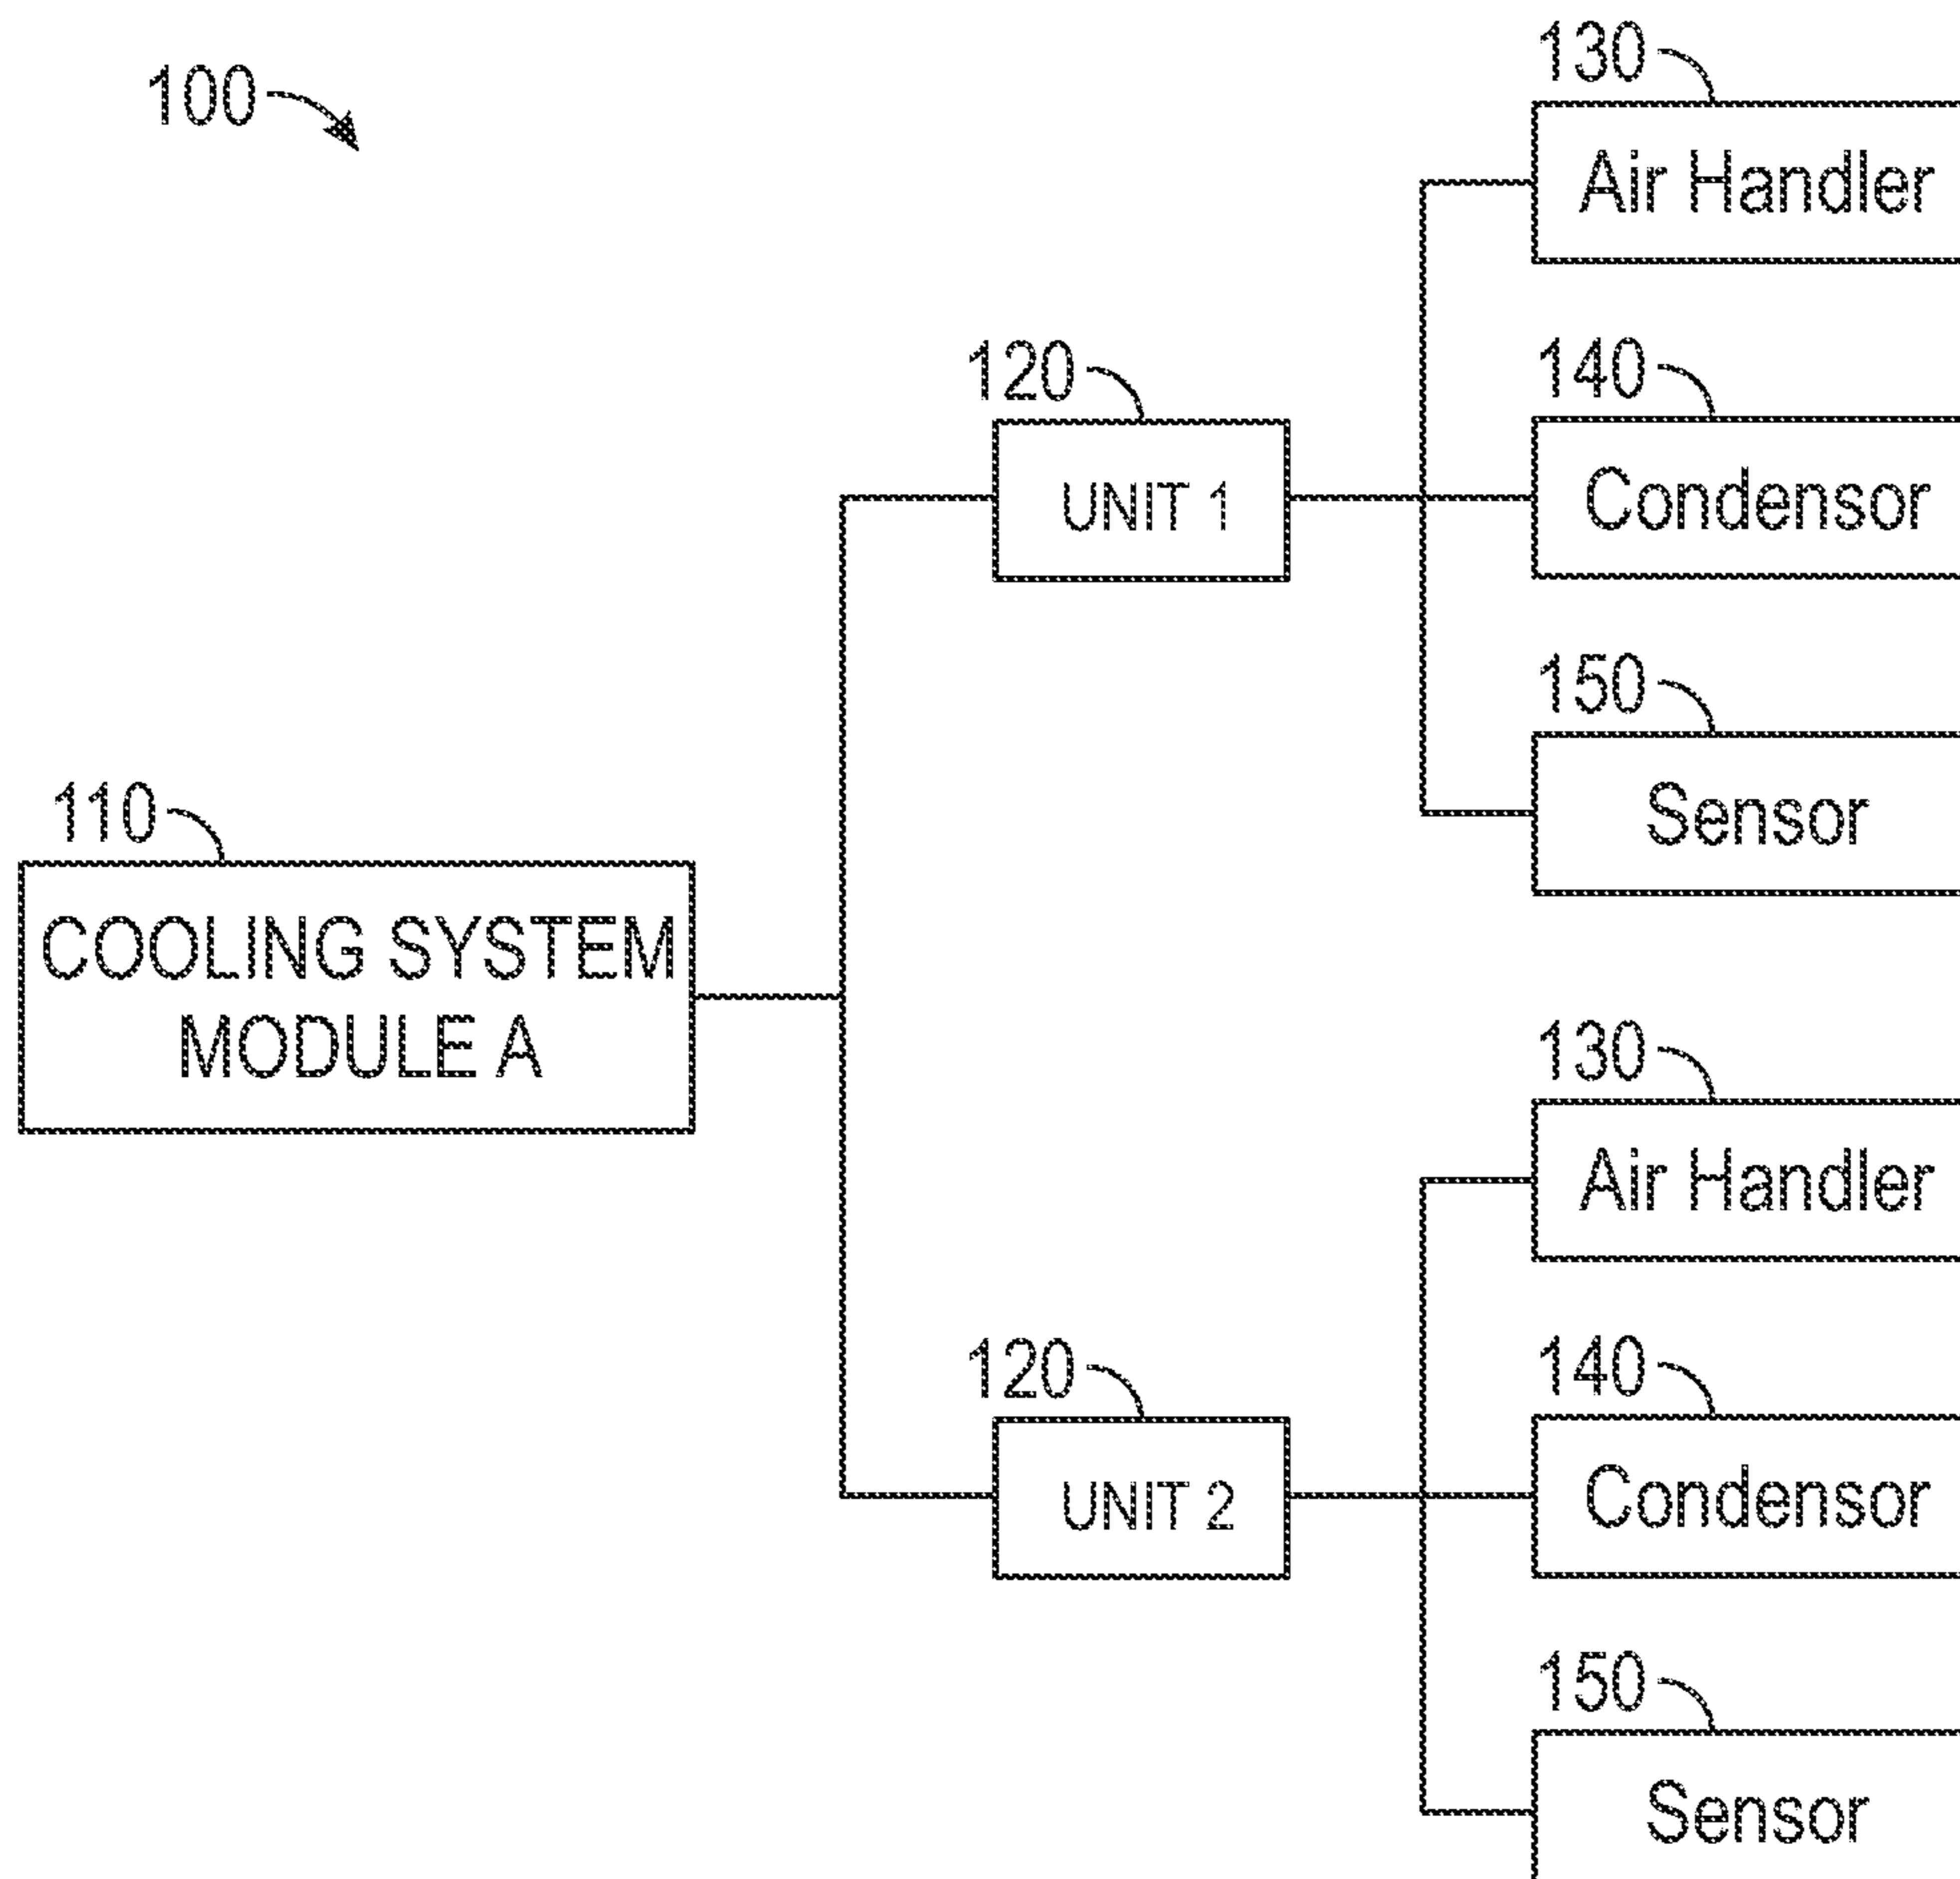 100
130
Air Handler
120
140
UNIT 1
Condensor
150
Sensor
110
COOLING SYSTEM
MODULE A
130
Air Handler
120
140
UNIT 2
Condensor
150
Sensor